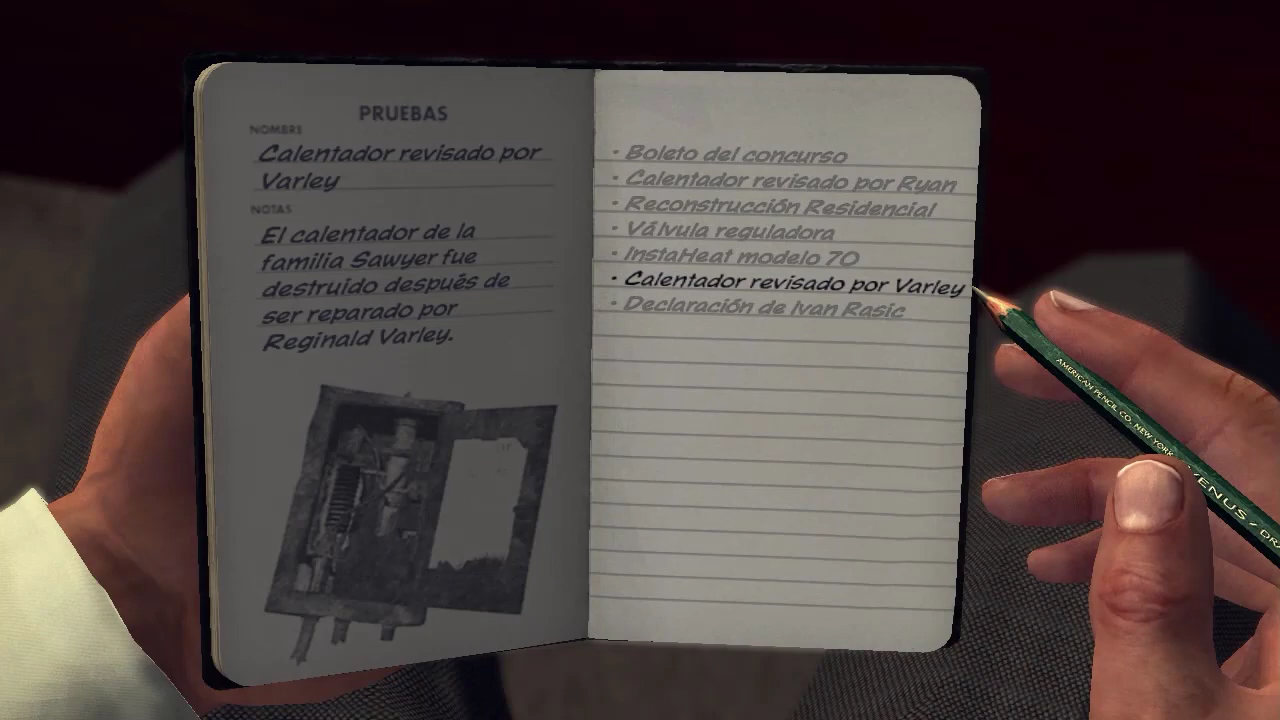 PRUEBAS
NOMBRE
Calentador revisado por
Varley
NOTAS
El calentador de la
familia Sawyer fue
destruido después de
ser reparado por
Reginald Varley.
· Boleto del concurso
· Calentador revisado por Ryan
· Reconstrucción Residencial
· Válvula reguladora
· InstaHeat modelo 70
· Calentador revisado por Varley
· Declaración de Ivan Rasic
AMERICAN PENCIL CO. NEW YORK
VENUS / DRA